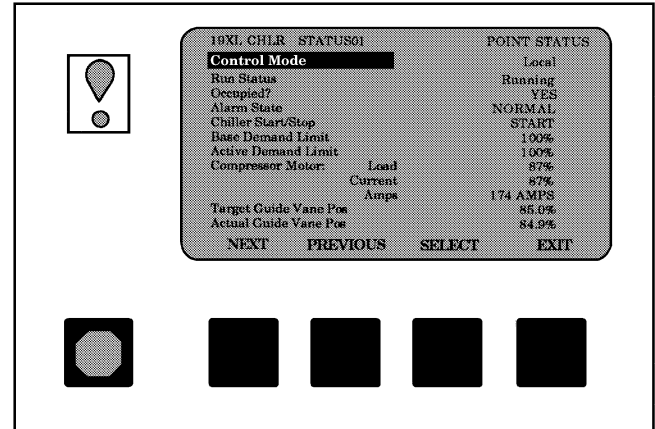 19XL CHLR STATUS01 POINT STATUS
Control Mode Local
Run Status Running
Occupied? YES
Alarm State NORMAL
Chiller Start/Stop START
Base Demand Limit 100%
Active Demand Limit 100%
Compressor Motor: Load 87%
Current 87%
Amps 174 AMPS
Target Guide Vane Pos 85.0%
Actual Guide Vane Pos 84.9%
NEXT PREVIOUS SELECT EXIT